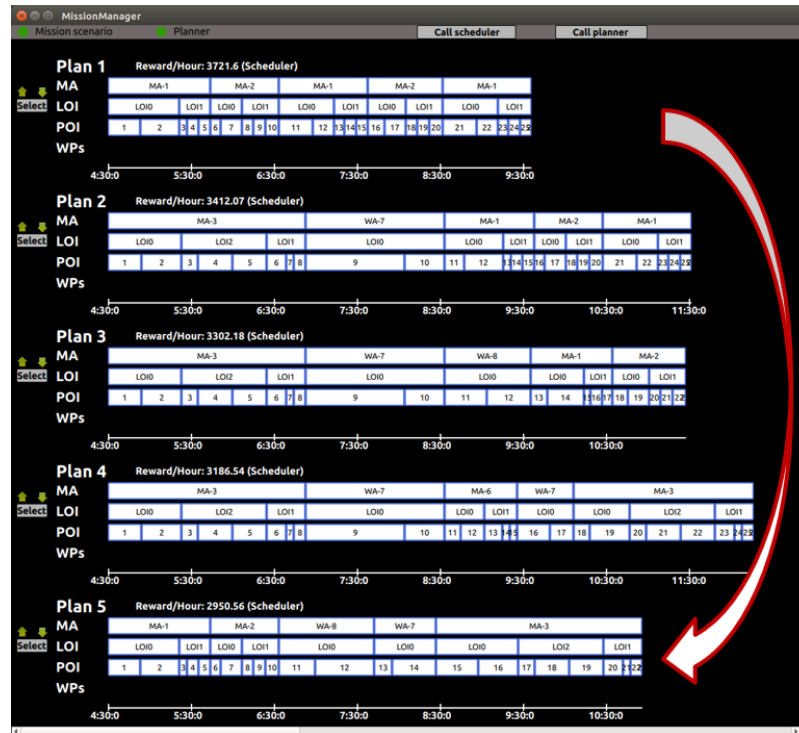 MissionManager
Mission scenario Planner Call scheduler Call planner
Plan 1 Reward/Hour: 3721.6 (Scheduler)
MA MA-1 MA-2 MA-1 MA-2 MA-1
Select LOI LOI0 LOI1 LOI0 LOI1 LOI0 LOI1 LOI0 LOI1 LOI0 LOI1
POI 1 2 3 4 5 6 7 8 9 10 11 12 13 14 15 16 17 18 19 20 21 22 23 24 25
WPs
4:30:0 5:30:0 6:30:0 7:30:0 8:30:0 9:30:0
Plan 2 Reward/Hour: 3412.07 (Scheduler)
MA MA-3 WA-7 MA-1 MA-2 MA-1
Select LOI LOI0 LOI2 LOI1 LOI0 LOI0 LOI1 LOI0 LOI1 LOI0 LOI1
POI 1 2 3 4 5 6 7 8 9 10 11 12 13 14 15 16 17 18 19 20 21 22 23 24 25
WPs
4:30:0 5:30:0 6:30:0 7:30:0 8:30:0 9:30:0 10:30:0 11:30:0
Plan 3 Reward/Hour: 3302.18 (Scheduler)
MA MA-3 WA-7 WA-8 MA-1 MA-2
Select LOI LOI0 LOI2 LOI1 LOI0 LOI0 LOI0 LOI1 LOI0 LOI1
POI 1 2 3 4 5 6 7 8 9 10 11 12 13 14 15 16 17 18 19 20 21 22
WPs
4:30:0 5:30:0 6:30:0 7:30:0 8:30:0 9:30:0 10:30:0
Plan 4 Reward/Hour: 3186.54 (Scheduler)
MA MA-3 WA-7 MA-6 WA-7 MA-3
Select LOI LOI0 LOI2 LOI1 LOI0 LOI0 LOI1 LOI0 LOI0 LOI2 LOI1
POI 1 2 3 4 5 6 7 8 9 10 11 12 13 14 15 16 17 18 19 20 21 22 23 24 25
WPs
4:30:0 5:30:0 6:30:0 7:30:0 8:30:0 9:30:0 10:30:0 11:30:0
Plan 5 Reward/Hour: 2950.56 (Scheduler)
MA MA-1 MA-2 WA-8 WA-7 MA-3
Select LOI LOI0 LOI1 LOI0 LOI1 LOI0 LOI0 LOI0 LOI2 LOI1
POI 1 2 3 4 5 6 7 8 9 10 11 12 13 14 15 16 17 18 19 20 21 22
WPs
4:30:0 5:30:0 6:30:0 7:30:0 8:30:0 9:30:0 10:30:0